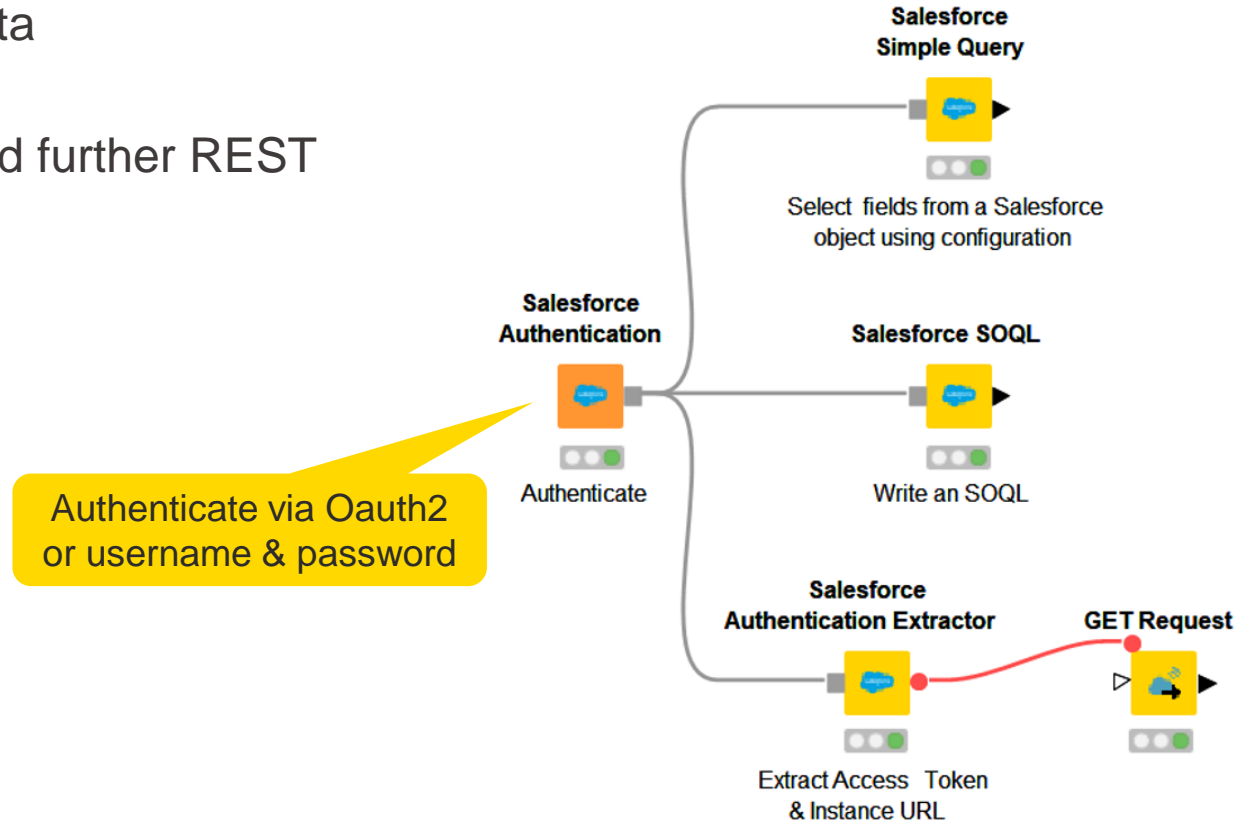 ta
d further REST
Salesforce
Simple Query
Select fields from a Salesforce
object using configuration
Salesforce
Authentication
Authenticate
Salesforce SOQL
Write an SOQL
Authenticate via Oauth2
or username & password
Salesforce
Authentication Extractor
Extract Access Token
& Instance URL
GET Request